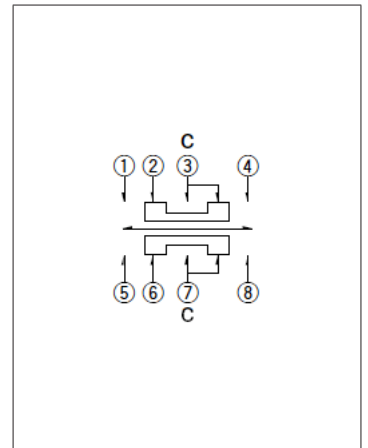 C
① ② ③ ④
⑤ ⑥ ⑦ ⑧
C